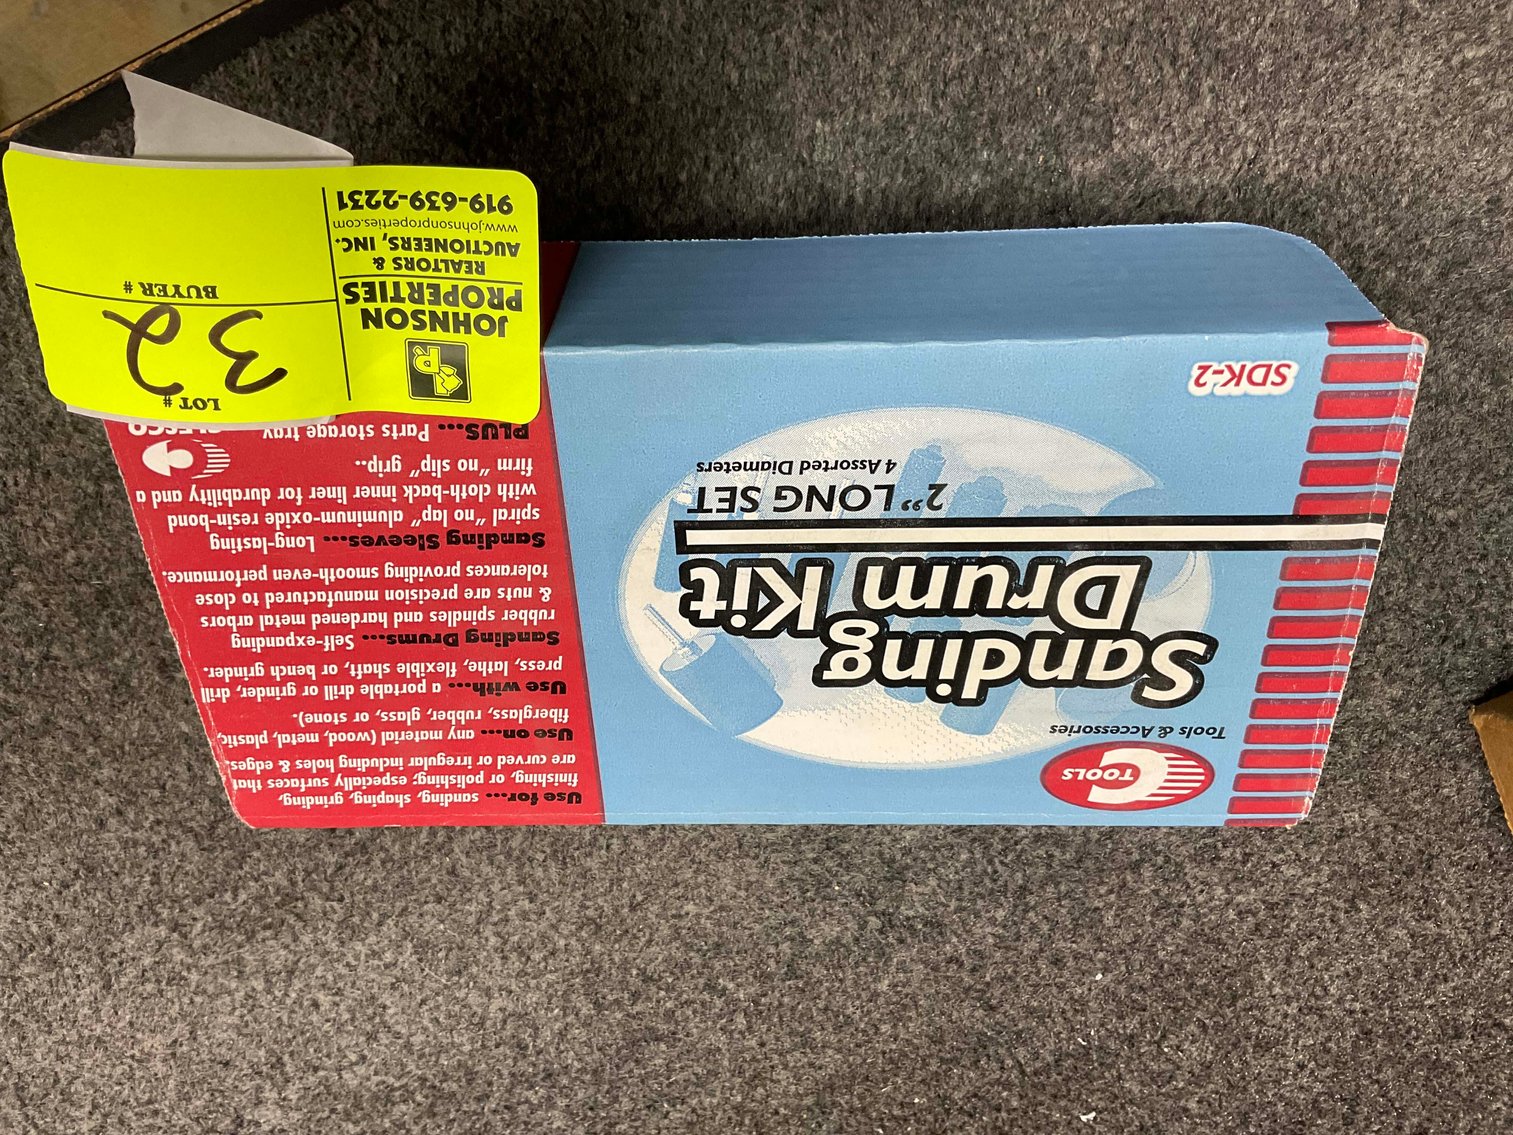 C
TOOLS
Tools & Accessories
Sanding
Drum Kit
2” LONG SET
4 Assorted Diameters
SDK-2
Use for... sanding, shaping, grinding,
finishing, or polishing; especially surfaces that
are curved or irregular including holes & edges.
Use on... any material (wood, metal, plastic,
fiberglass, rubber, glass, or stone).
Use with... a portable drill or grinder, drill
press, lathe, flexible shaft, or bench grinder.
Sanding Drums... Self-expanding
rubber spindles and hardened metal arbors
& nuts are precision manufactured to close
tolerances providing smooth-even performance.
Sanding Sleeves... Long-lasting
spiral “no lap” aluminum-oxide resin-bond
with cloth-back inner liner for durability and a
firm “no slip” grip..
PLUS... Parts storage tray
JOHNSON
PROPERTIES
REALTORS &
AUCTIONEERS, INC.
www.johnsonproperties.com
919-639-2231
LOT #
32
BUYER #